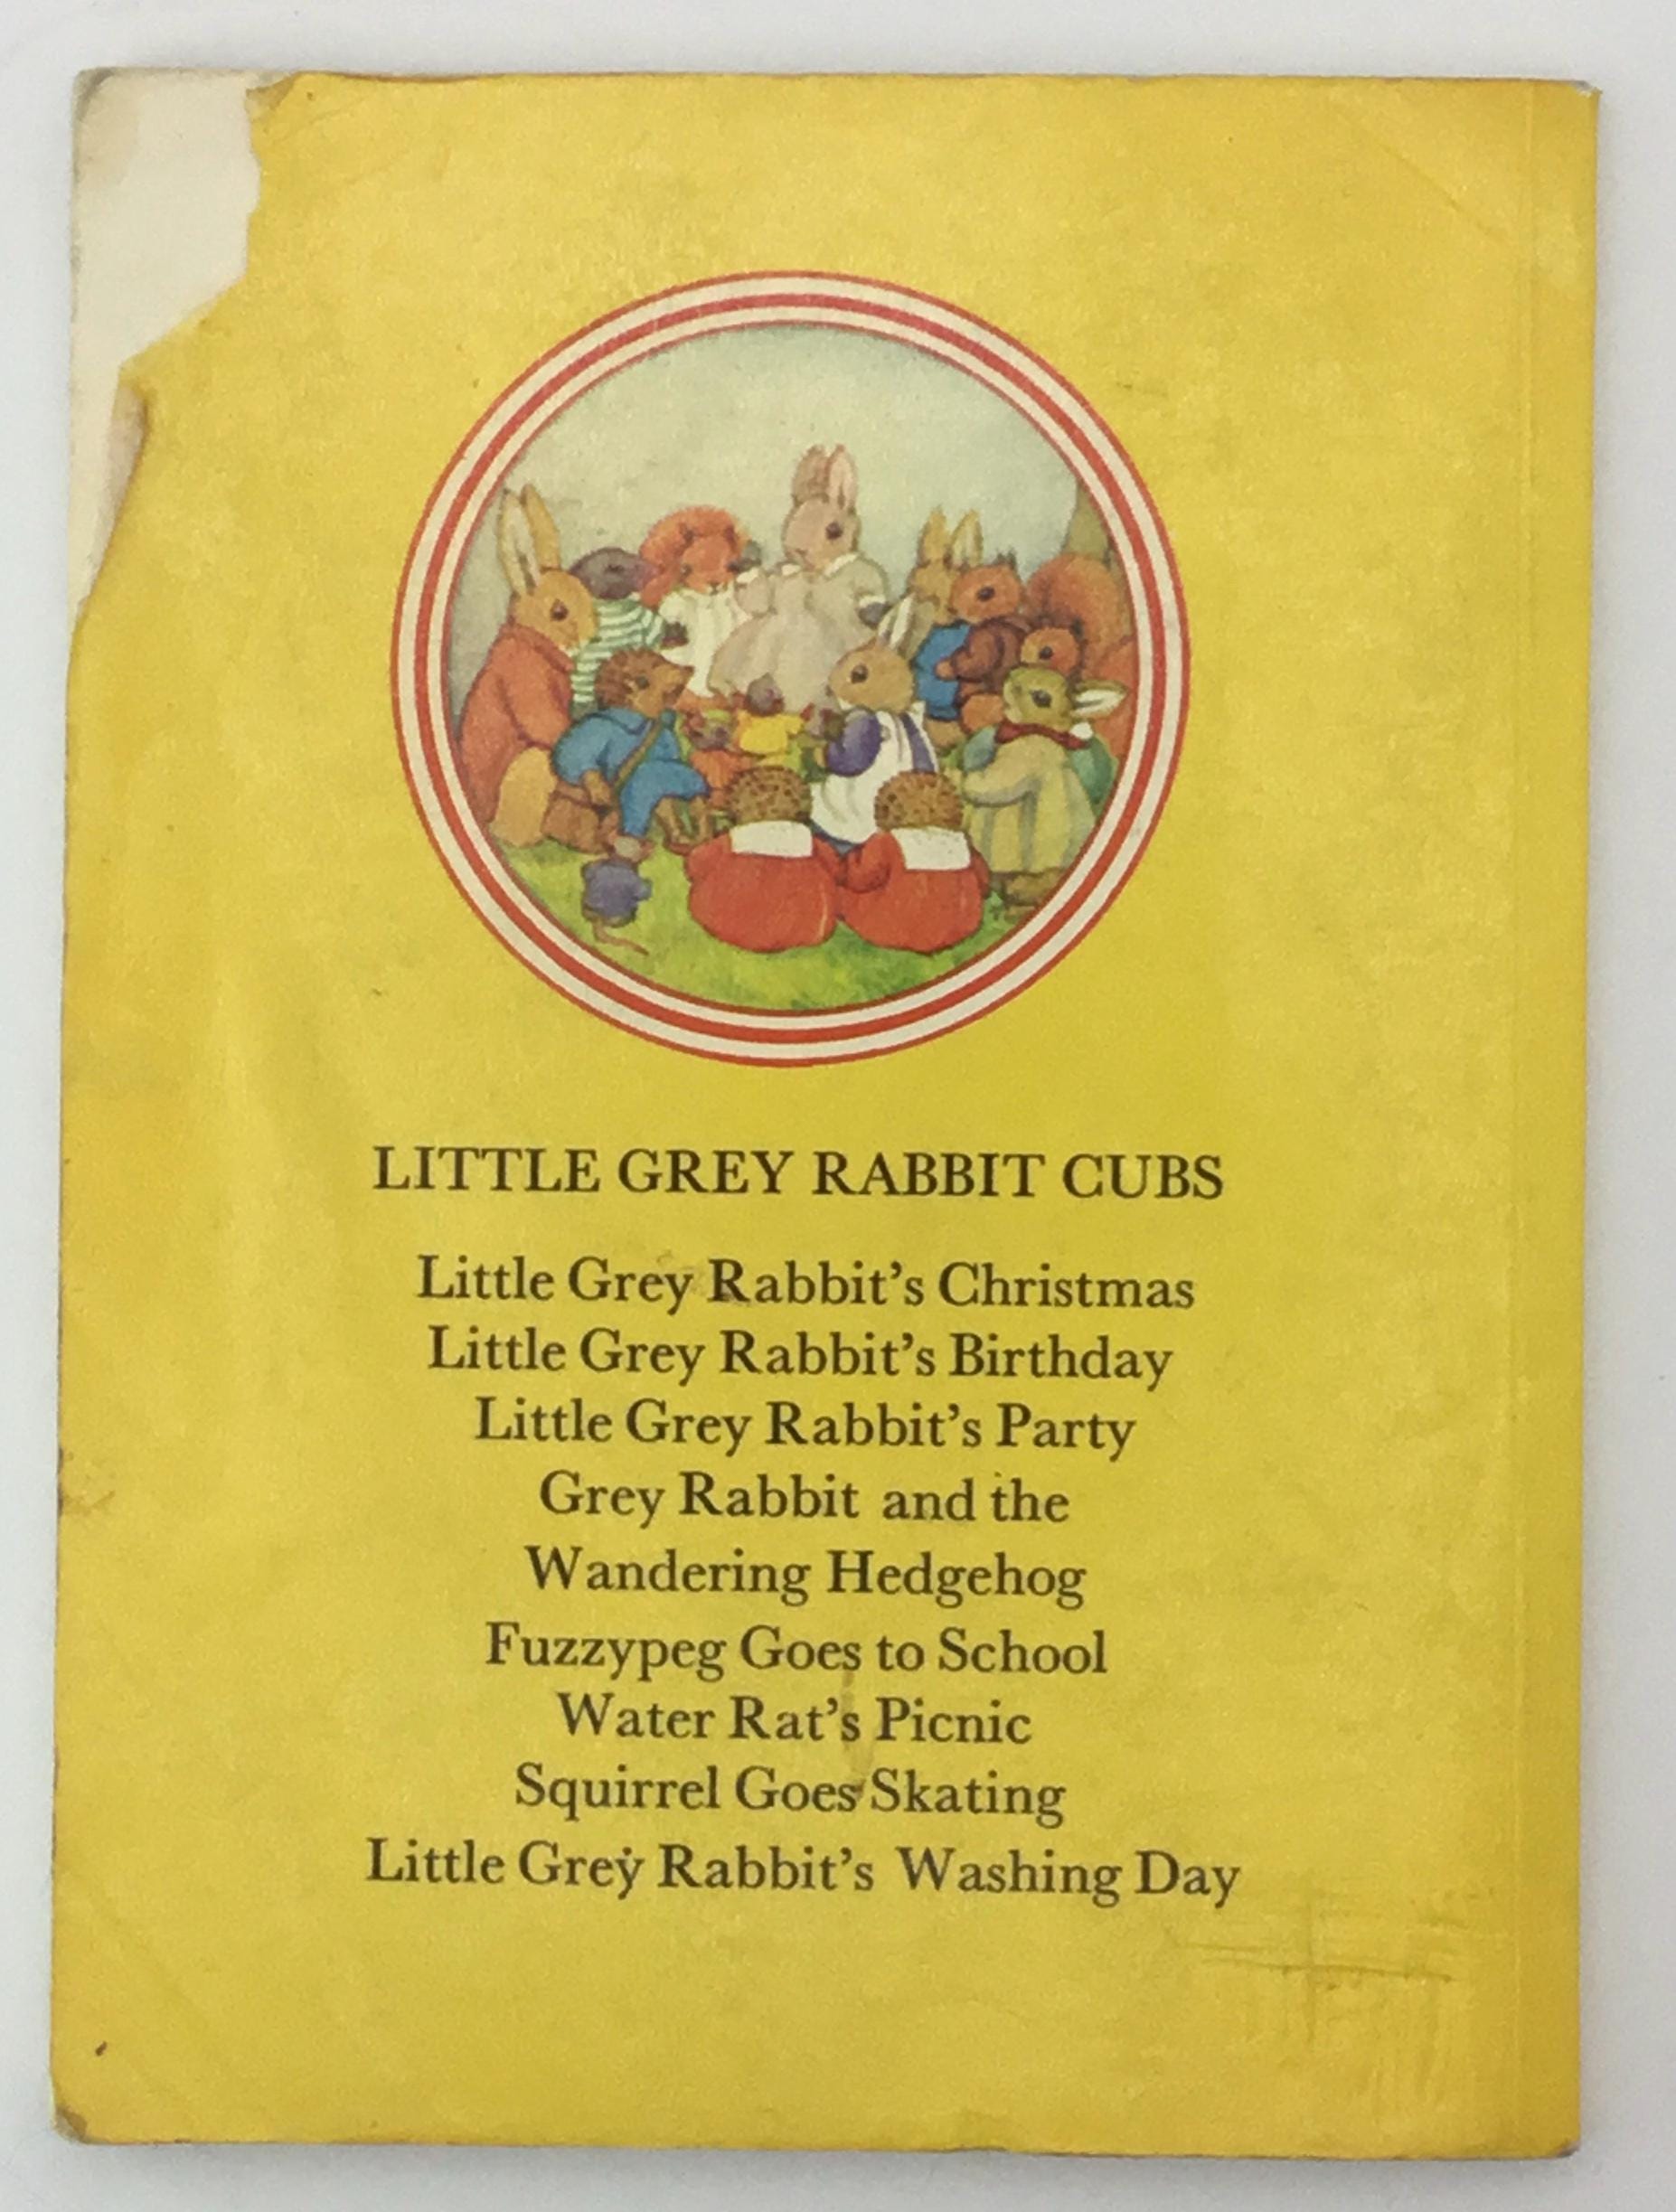 LITTLE GREY RABBIT CUBS
Little Grey Rabbit’s Christmas
Little Grey Rabbit’s Birthday
Little Grey Rabbit’s Party
Grey Rabbit and the
Wandering Hedgehog
Fuzzypeg Goes to School
Water Rat’s Picnic
Squirrel Goes Skating
Little Grey Rabbit’s Washing Day